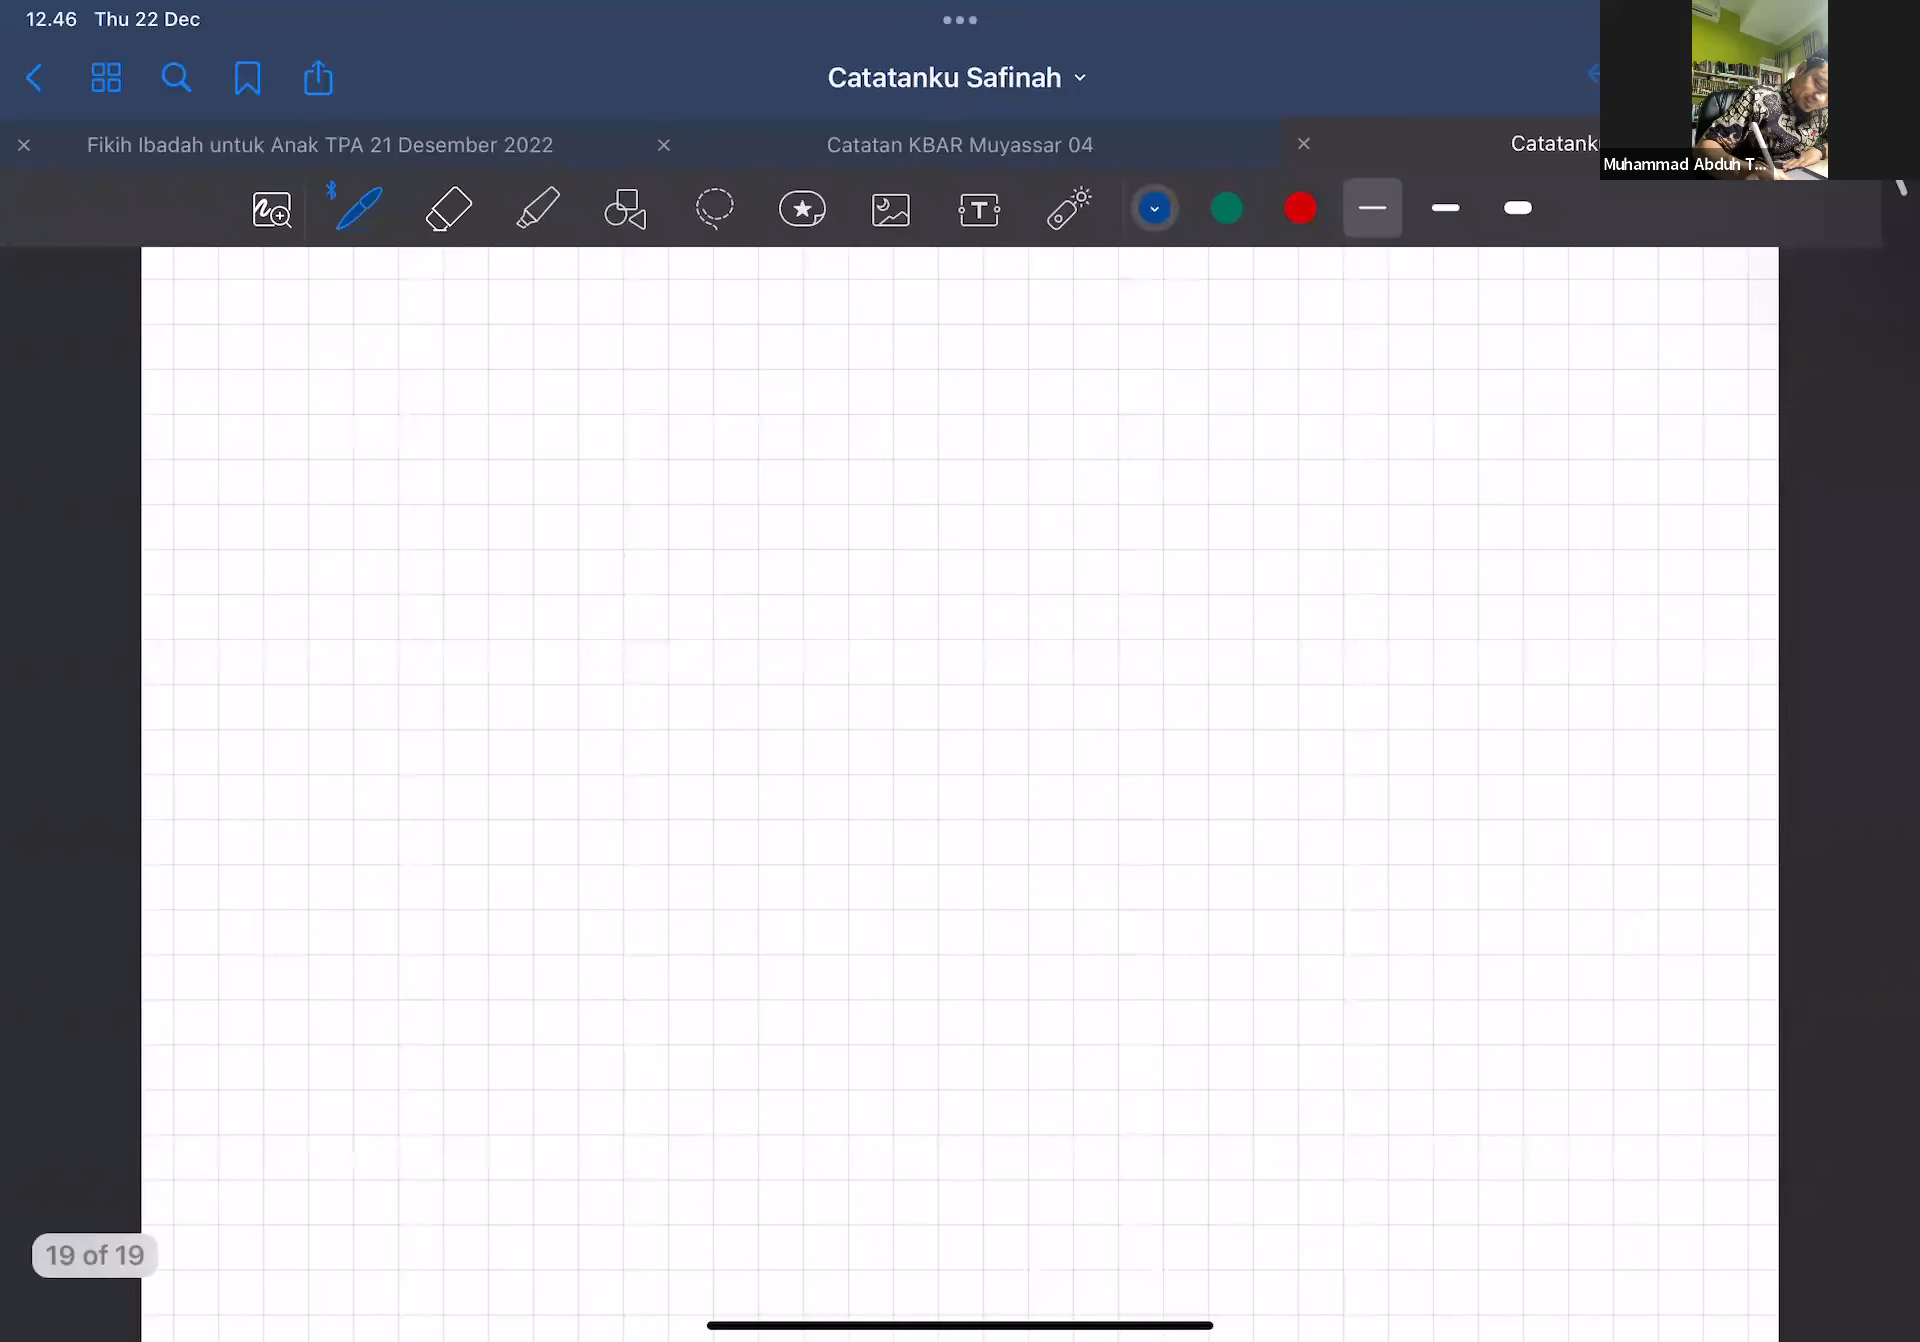 12.46 Thu 22 Dec
Catatanku Safinah
Fikih Ibadah untuk Anak TPA 21 Desember 2022
Catatan KBAR Muyassar 04
Catatank
Muhammad Abduh T...
T
19 of 19